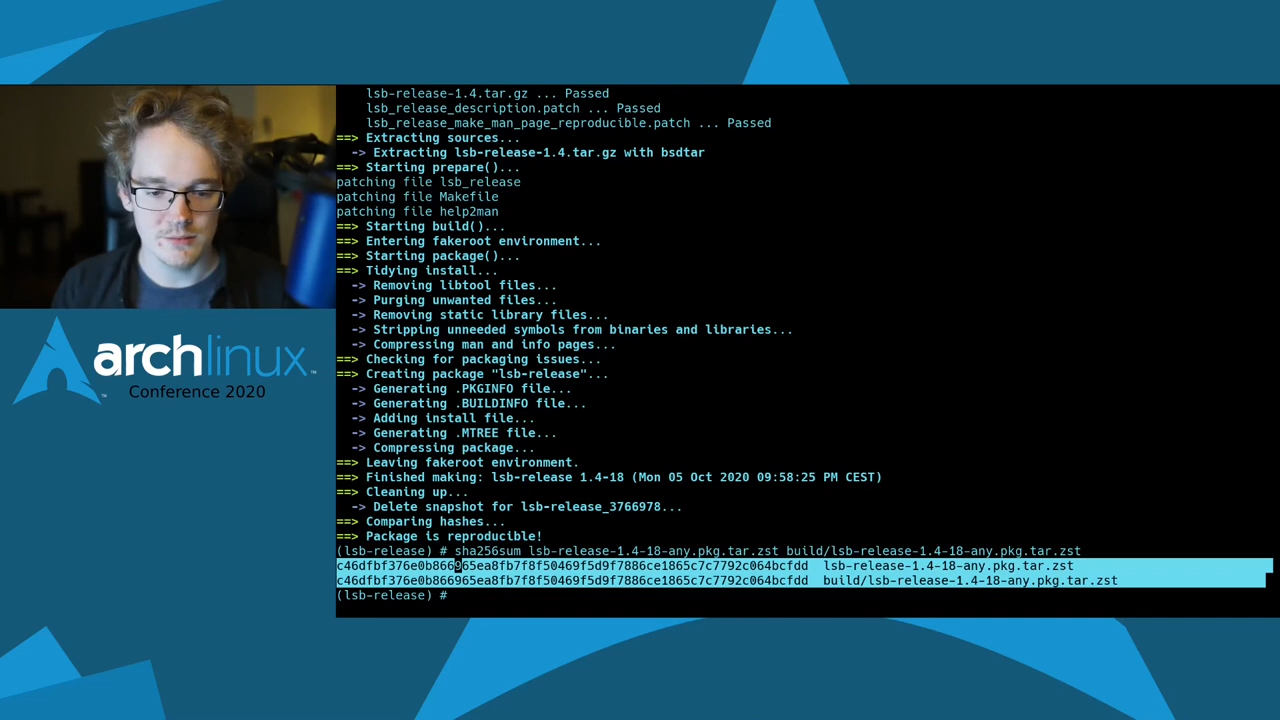 lsb-release-1.4.tar.gz ... Passed
lsb_release_description.patch ... Passed
lsb_release_make_man_page_reproducible.patch ... Passed
==> Extracting sources...
-> Extracting lsb-release-1.4.tar.gz with bsdtar
==> Starting prepare()...
patching file lsb_release
patching file Makefile
patching file help2man
==> Starting build()...
==> Entering fakeroot environment...
==> Starting package()...
==> Tidying install...
-> Removing libtool files...
-> Purging unwanted files...
-> Removing static library files...
-> Stripping unneeded symbols from binaries and libraries...
-> Compressing man and info pages...
==> Checking for packaging issues...
==> Creating package "lsb-release"...
-> Generating .PKGINFO file...
-> Generating .BUILDINFO file...
-> Adding install file...
-> Generating .MTREE file...
-> Compressing package...
==> Leaving fakeroot environment.
==> Finished making: lsb-release 1.4-18 (Mon 05 Oct 2020 09:58:25 PM CEST)
==> Cleaning up...
-> Delete snapshot for lsb-release_3766978...
==> Comparing hashes...
==> Package is reproducible!
(lsb-release) # sha256sum lsb-release-1.4-18-any.pkg.tar.zst build/lsb-release-1.4-18-any.pkg.tar.zst
c46dfbf376e0b866965ea8fb7f8f50469f5d9f7886ce1865c7c7792c064bcfdd  lsb-release-1.4-18-any.pkg.tar.zst
c46dfbf376e0b866965ea8fb7f8f50469f5d9f7886ce1865c7c7792c064bcfdd  build/lsb-release-1.4-18-any.pkg.tar.zst
(lsb-release) #
archlinux™
Conference 2020